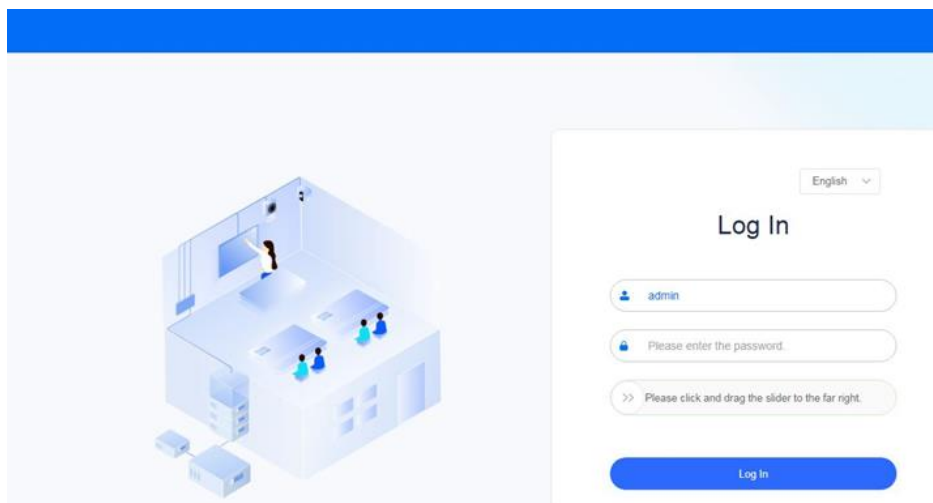 English
Log In
admin
Please enter the password.
Please click and drag the slider to the far right.
Log In